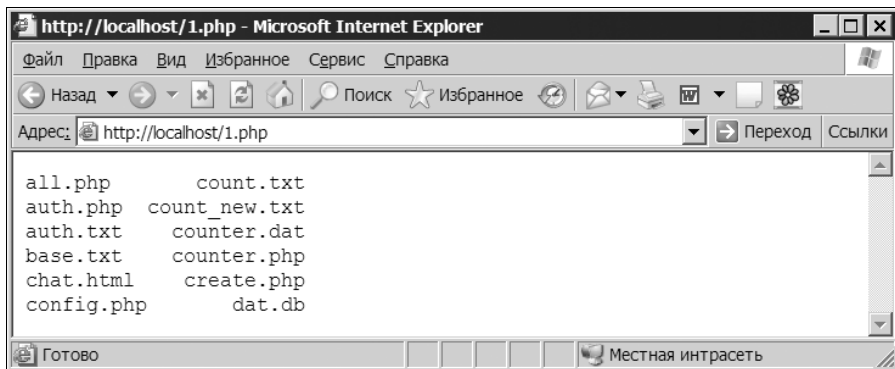 http://localhost/1.php - Microsoft Internet Explorer
Файл Правка Вид Избранное Сервис Справка
Назад Поиск Избранное W
Адрес: http://localhost/1.php Переход Ссылки
all.php count.txt
auth.php count_new.txt
auth.txt counter.dat
base.txt counter.php
chat.html create.php
config.php dat.db
Готово Местная интрасеть